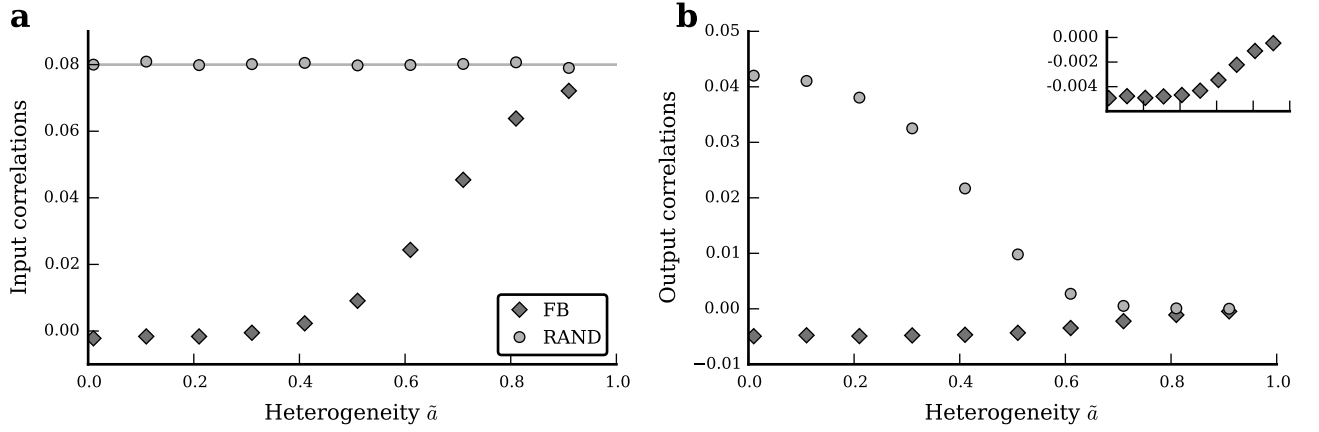 a
Input correlations
0.08
0.06
0.04
0.02
0.00
0.0 0.2 0.4 0.6 0.8 1.0
Heterogeneity ã
FB
RAND
b
Output correlations
0.05
0.04
0.03
0.02
0.01
0.00
−0.01
0.0 0.2 0.4 0.6 0.8 1.0
Heterogeneity ã
0.000
-0.002
-0.004